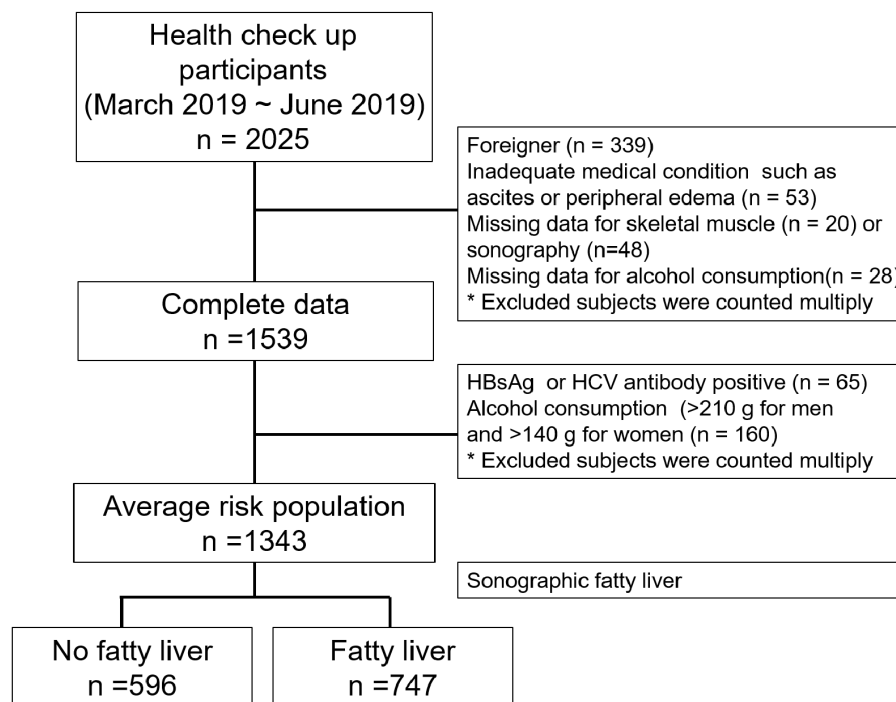 Health check up
participants
(March 2019 ~ June 2019)
n = 2025
Foreigner (n = 339)
Inadequate medical condition such as
ascites or peripheral edema (n = 53)
Missing data for skeletal muscle (n = 20) or
sonography (n=48)
Missing data for alcohol consumption(n = 28)
* Excluded subjects were counted multiply
Complete data
n =1539
HBsAg or HCV antibody positive (n = 65)
Alcohol consumption (>210 g for men
and >140 g for women (n = 160)
* Excluded subjects were counted multiply
Average risk population
n =1343
Sonographic fatty liver
No fatty liver
n =596
Fatty liver
n =747